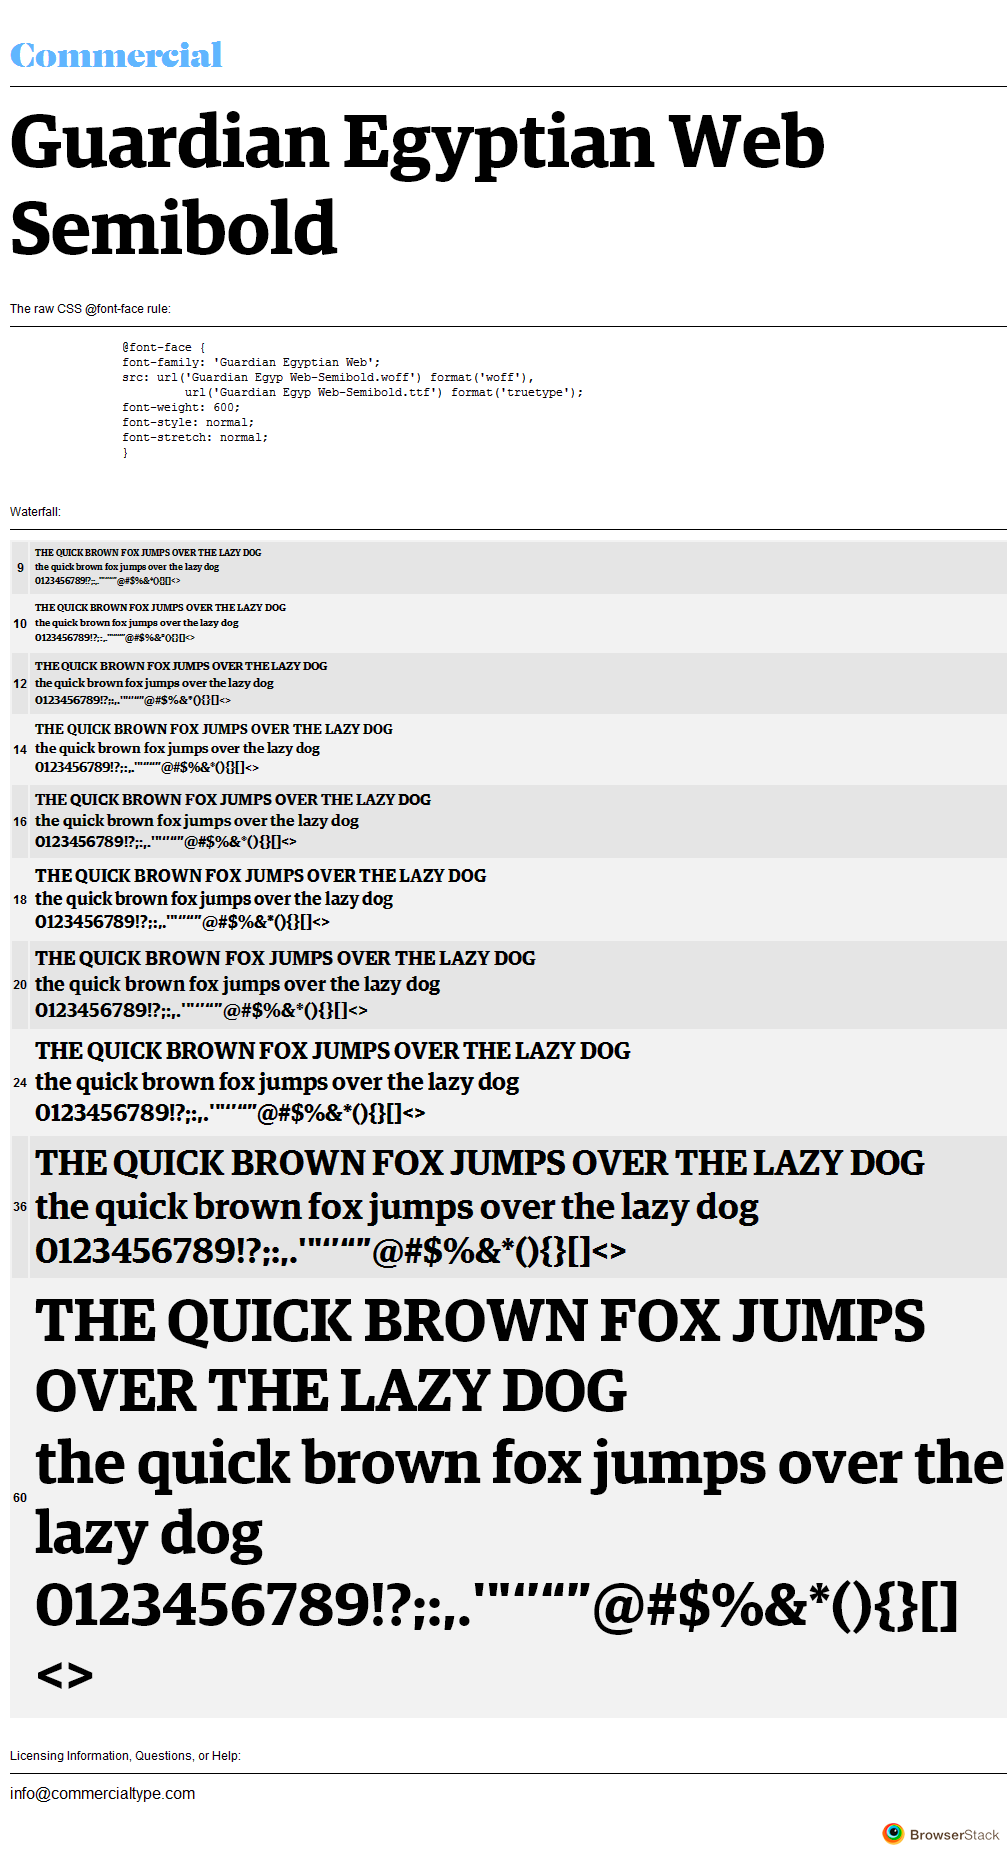 Commercial
Guardian Egyptian Web
Semibold
The raw CSS @font-face rule:
@font-face {
font-family: 'Guardian Egyptian Web';
src: url('Guardian Egyp Web-Semibold.woff') format('woff'),
url('Guardian Egyp Web-Semibold.ttf') format('truetype');
font-weight: 600;
font-style: normal;
font-stretch: normal;
}
Waterfall:
THE QUICK BROWN FOX JUMPS OVER THE LAZY DOG
9 the quick brown fox jumps over the lazy dog
0123456789!?;:,.'"‘’“”@#$%&*(){}[]<>
THE QUICK BROWN FOX JUMPS OVER THE LAZY DOG
10 the quick brown fox jumps over the lazy dog
0123456789!?;:,.'"‘’“”@#$%&*(){}[]<>
THE QUICK BROWN FOX JUMPS OVER THE LAZY DOG
12 the quick brown fox jumps over the lazy dog
0123456789!?;:,.'"‘’“”@#$%&*(){}[]<>
THE QUICK BROWN FOX JUMPS OVER THE LAZY DOG
14 the quick brown fox jumps over the lazy dog
0123456789!?;:,.'"‘’“”@#$%&*(){}[]<>
THE QUICK BROWN FOX JUMPS OVER THE LAZY DOG
16 the quick brown fox jumps over the lazy dog
0123456789!?;:,.'"‘’“”@#$%&*(){}[]<>
THE QUICK BROWN FOX JUMPS OVER THE LAZY DOG
18 the quick brown fox jumps over the lazy dog
0123456789!?;:,.'"‘’“”@#$%&*(){}[]<>
THE QUICK BROWN FOX JUMPS OVER THE LAZY DOG
20 the quick brown fox jumps over the lazy dog
0123456789!?;:,.'"‘’“”@#$%&*(){}[]<>
THE QUICK BROWN FOX JUMPS OVER THE LAZY DOG
24 the quick brown fox jumps over the lazy dog
0123456789!?;:,.'"‘’“”@#$%&*(){}[]<>
THE QUICK BROWN FOX JUMPS OVER THE LAZY DOG
36 the quick brown fox jumps over the lazy dog
0123456789!?;:,.'"‘’“”@#$%&*(){}[]<>
THE QUICK BROWN FOX JUMPS
OVER THE LAZY DOG
the quick brown fox jumps over the
60
lazy dog
0123456789!?;:,.'"‘’“”@#$%&*(){}[]
<>
Licensing Information, Questions, or Help:
info@commercialtype.com
BrowserStack